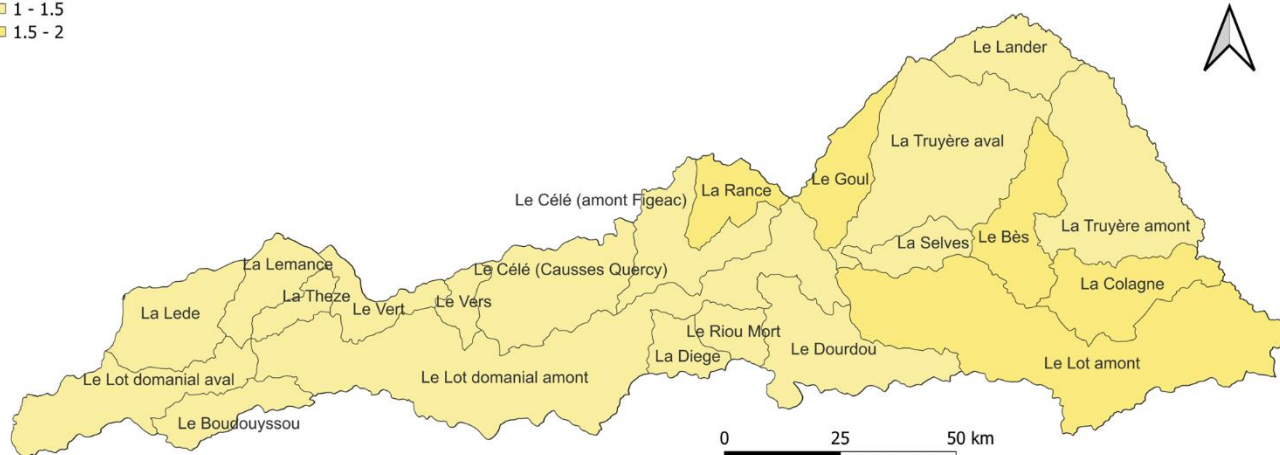 1 - 1.5
1.5 - 2
Le Lander
La Truyère aval
Le Goul
La Rance
Le Célé (amont Figeac)
La Truyère amont
Le Bès
La Selves
La Lemance
Le Célé (Causses Quercy)
La Colagne
La Theze
Le Vers
Le Vert
La Lede
Le Riou Mort
Le Dourdou
La Diege
Le Lot amont
Le Lot domanial aval
Le Lot domanial amont
Le Boudouyssou
0 25 50 km